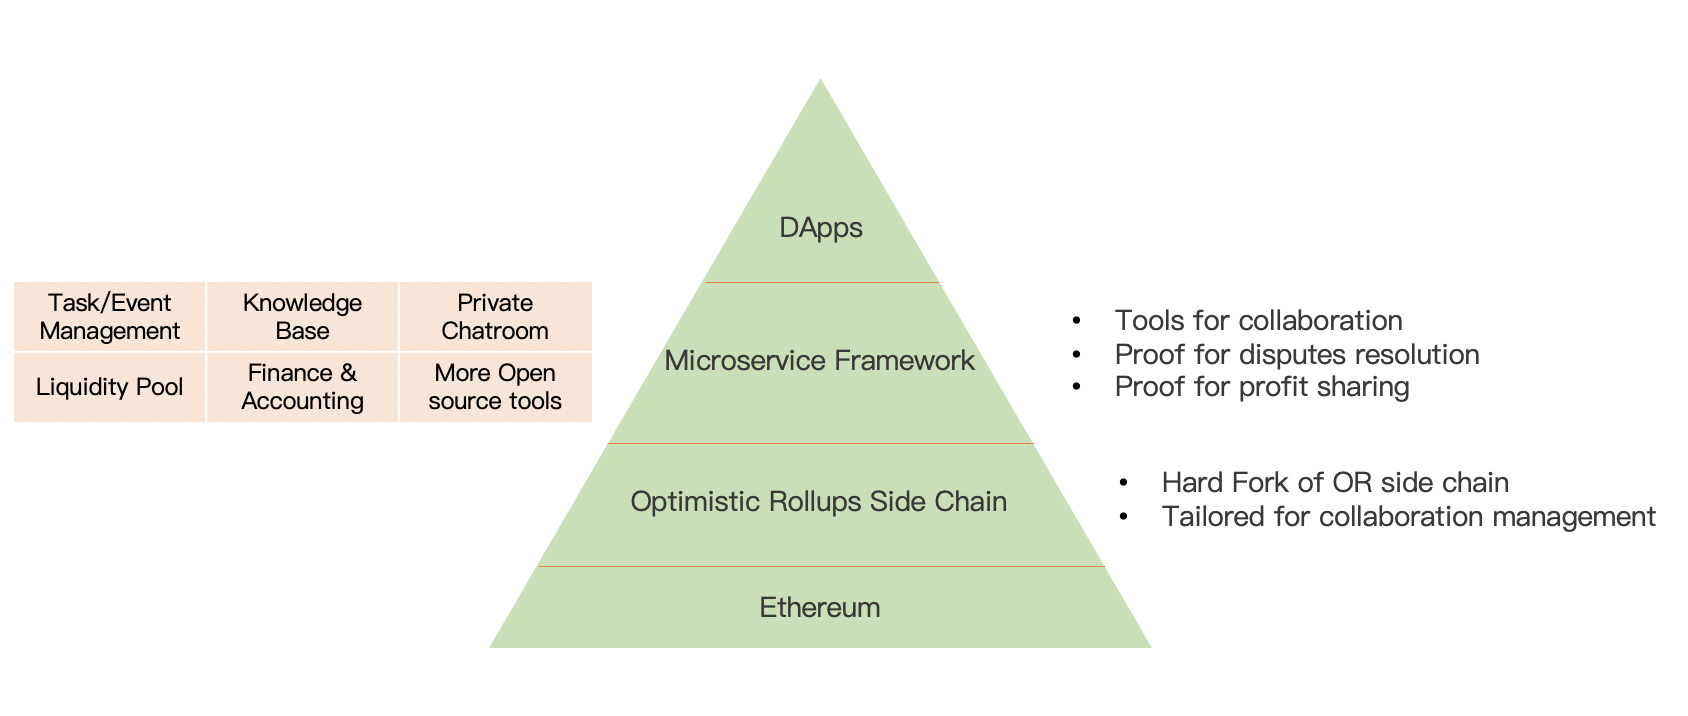 DApps
Task/Event
Management
Knowledge
Base
Private
Chatroom
Liquidity Pool
Finance &
Accounting
More Open
source tools
Microservice Framework
• Tools for collaboration
• Proof for disputes resolution
• Proof for profit sharing
Optimistic Rollups Side Chain
• Hard Fork of OR side chain
• Tailored for collaboration management
Ethereum